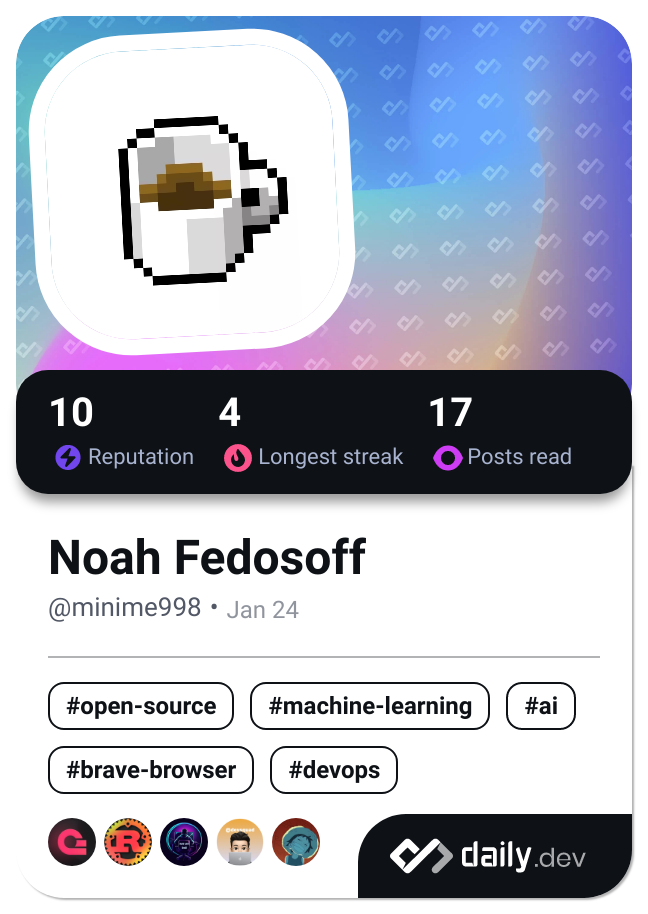 10 4 17
Reputation Longest streak Posts read
Noah Fedosoff
@minime998 • Jan 24
#open-source #machine-learning #ai
#brave-browser #devops
daily.dev